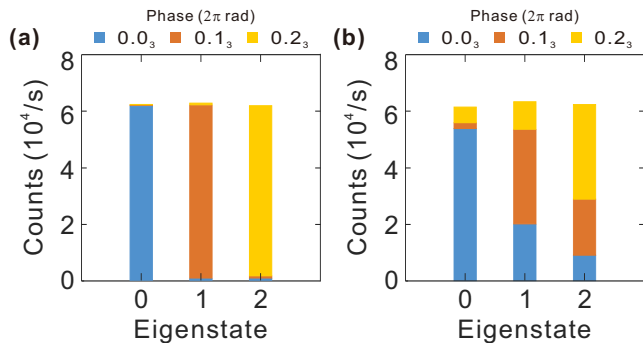 (a)
Phase (2π rad)
0.0₃ 0.1₃ 0.2₃
Counts (10⁴/s)
8
6
4
2
0
0 1 2
Eigenstate
(b)
Phase (2π rad)
0.0₃ 0.1₃ 0.2₃
Counts (10⁴/s)
8
6
4
2
0
0 1 2
Eigenstate